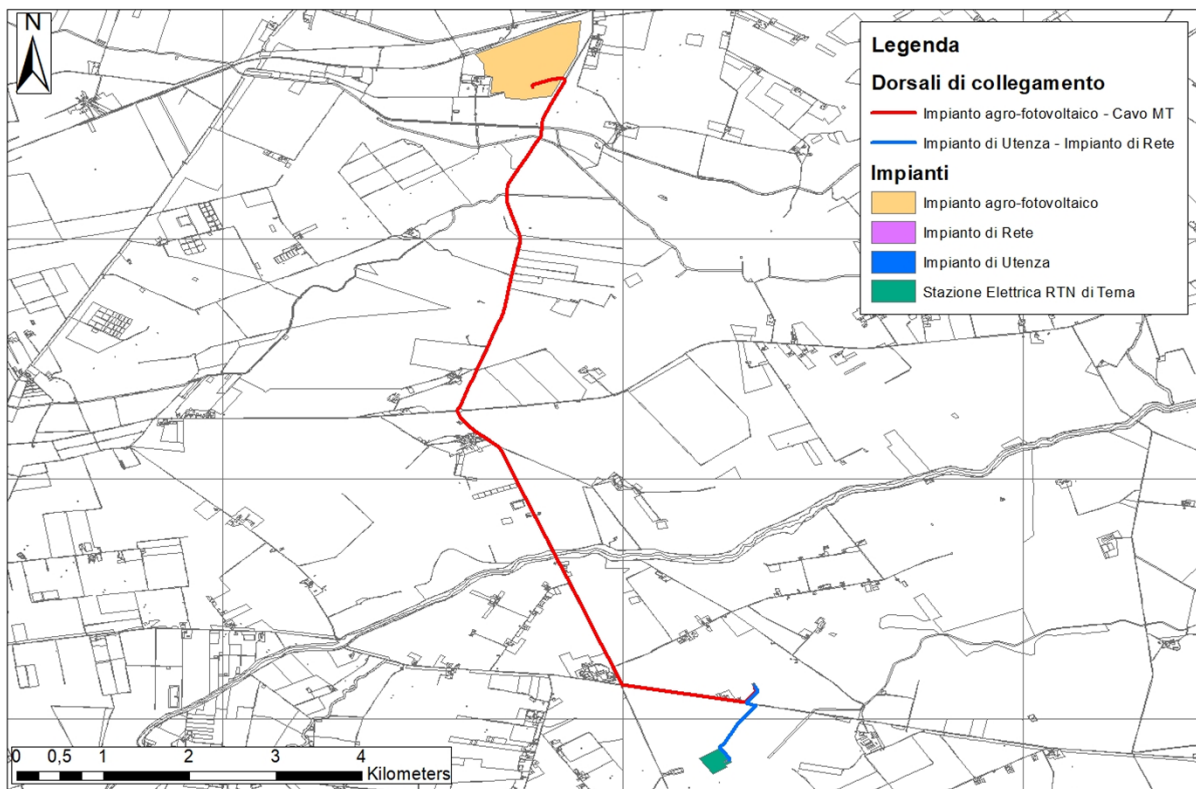 N
Legenda
Dorsali di collegamento
Impianto agro-fotovoltaico - Cavo MT
Impianto di Utenza - Impianto di Rete
Impianti
Impianto agro-fotovoltaico
Impianto di Rete
Impianto di Utenza
Stazione Elettrica RTN di Terna
0 0,5 1 2 3 4
Kilometers